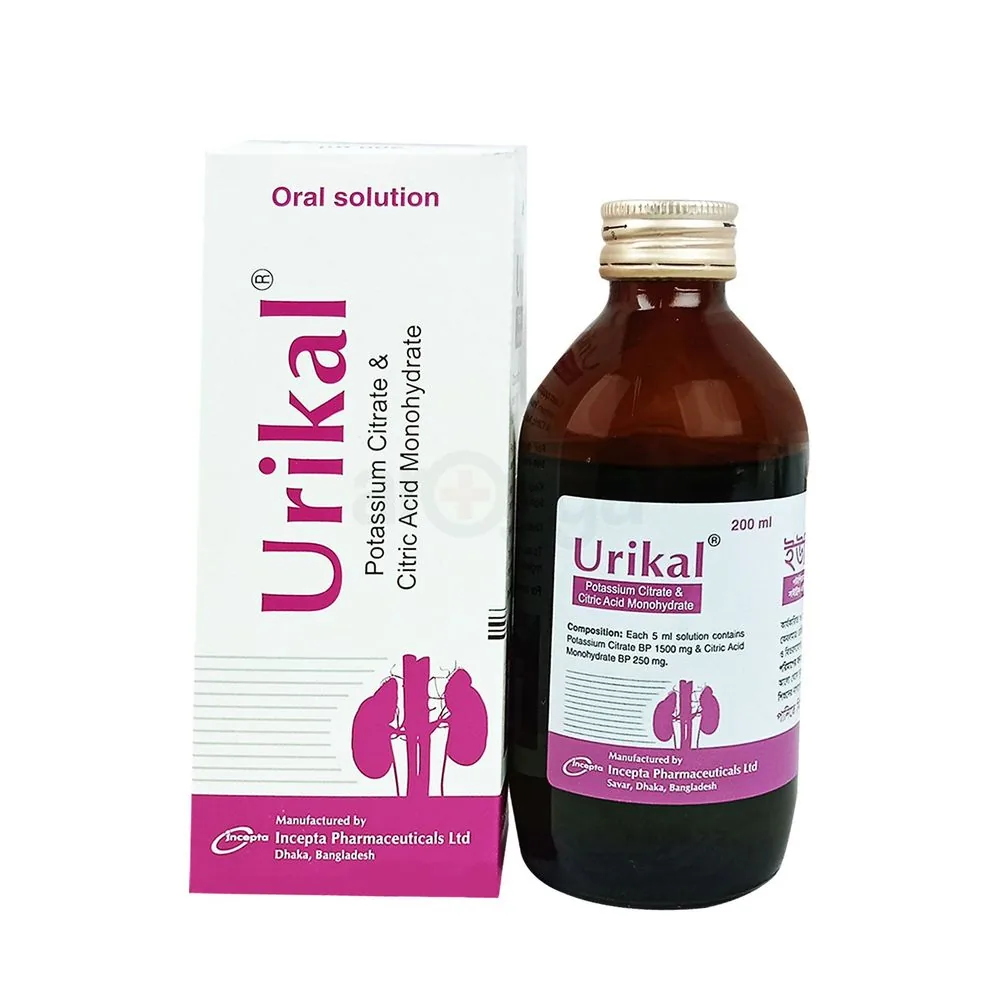 Oral solution
Urikal®
Potassium Citrate &
Citric Acid Monohydrate
Manufactured by
Incepta
Incepta Pharmaceuticals Ltd
Dhaka, Bangladesh
200 ml
Urikal®
Potassium Citrate &
Citric Acid Monohydrate
Composition: Each 5 ml solution contains
Potassium Citrate BP 1500 mg & Citric Acid
Monohydrate BP 250 mg.
Manufactured by
Incepta
Incepta Pharmaceuticals Ltd
Savar, Dhaka, Bangladesh